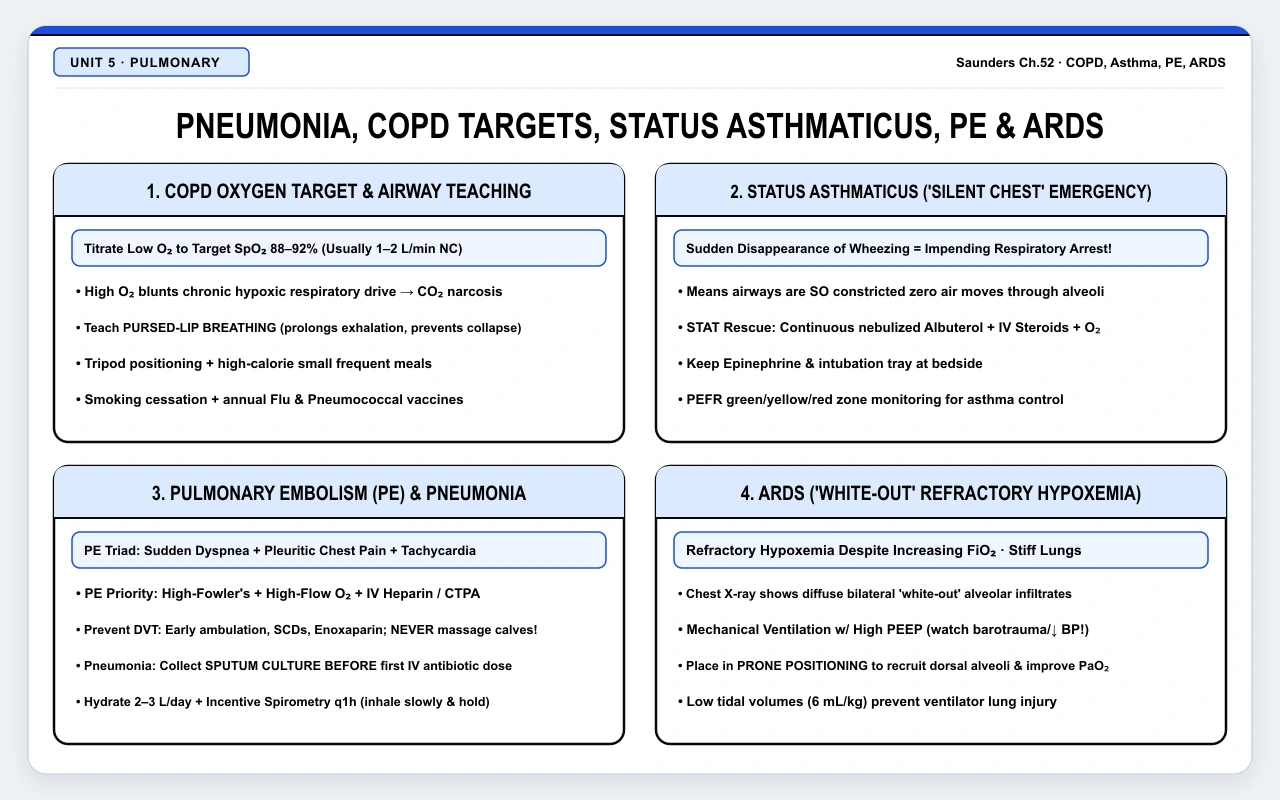 UNIT 5 · PULMONARY
Saunders Ch.52 · COPD, Asthma, PE, ARDS
PNEUMONIA, COPD TARGETS, STATUS ASTHMATICUS, PE & ARDS
1. COPD OXYGEN TARGET & AIRWAY TEACHING
Titrate Low O₂ to Target SpO₂ 88–92% (Usually 1–2 L/min NC)
• High O₂ blunts chronic hypoxic respiratory drive → CO₂ narcosis
• Teach PURSED-LIP BREATHING (prolongs exhalation, prevents collapse)
• Tripod positioning + high-calorie small frequent meals
• Smoking cessation + annual Flu & Pneumococcal vaccines
2. STATUS ASTHMATICUS ('SILENT CHEST' EMERGENCY)
Sudden Disappearance of Wheezing = Impending Respiratory Arrest!
• Means airways are SO constricted zero air moves through alveoli
• STAT Rescue: Continuous nebulized Albuterol + IV Steroids + O₂
• Keep Epinephrine & intubation tray at bedside
• PEFR green/yellow/red zone monitoring for asthma control
3. PULMONARY EMBOLISM (PE) & PNEUMONIA
PE Triad: Sudden Dyspnea + Pleuritic Chest Pain + Tachycardia
• PE Priority: High-Fowler's + High-Flow O₂ + IV Heparin / CTPA
• Prevent DVT: Early ambulation, SCDs, Enoxaparin; NEVER massage calves!
• Pneumonia: Collect SPUTUM CULTURE BEFORE first IV antibiotic dose
• Hydrate 2–3 L/day + Incentive Spirometry q1h (inhale slowly & hold)
4. ARDS ('WHITE-OUT' REFRACTORY HYPOXEMIA)
Refractory Hypoxemia Despite Increasing FiO₂ · Stiff Lungs
• Chest X-ray shows diffuse bilateral 'white-out' alveolar infiltrates
• Mechanical Ventilation w/ High PEEP (watch barotrauma/↓ BP!)
• Place in PRONE POSITIONING to recruit dorsal alveoli & improve PaO₂
• Low tidal volumes (6 mL/kg) prevent ventilator lung injury